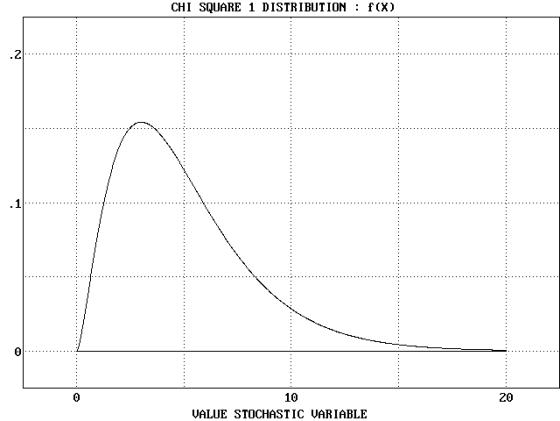 CHI SQUARE 1 DISTRIBUTION : f(X)
.2
.1
0
0 10 20
VALUE STOCHASTIC VARIABLE